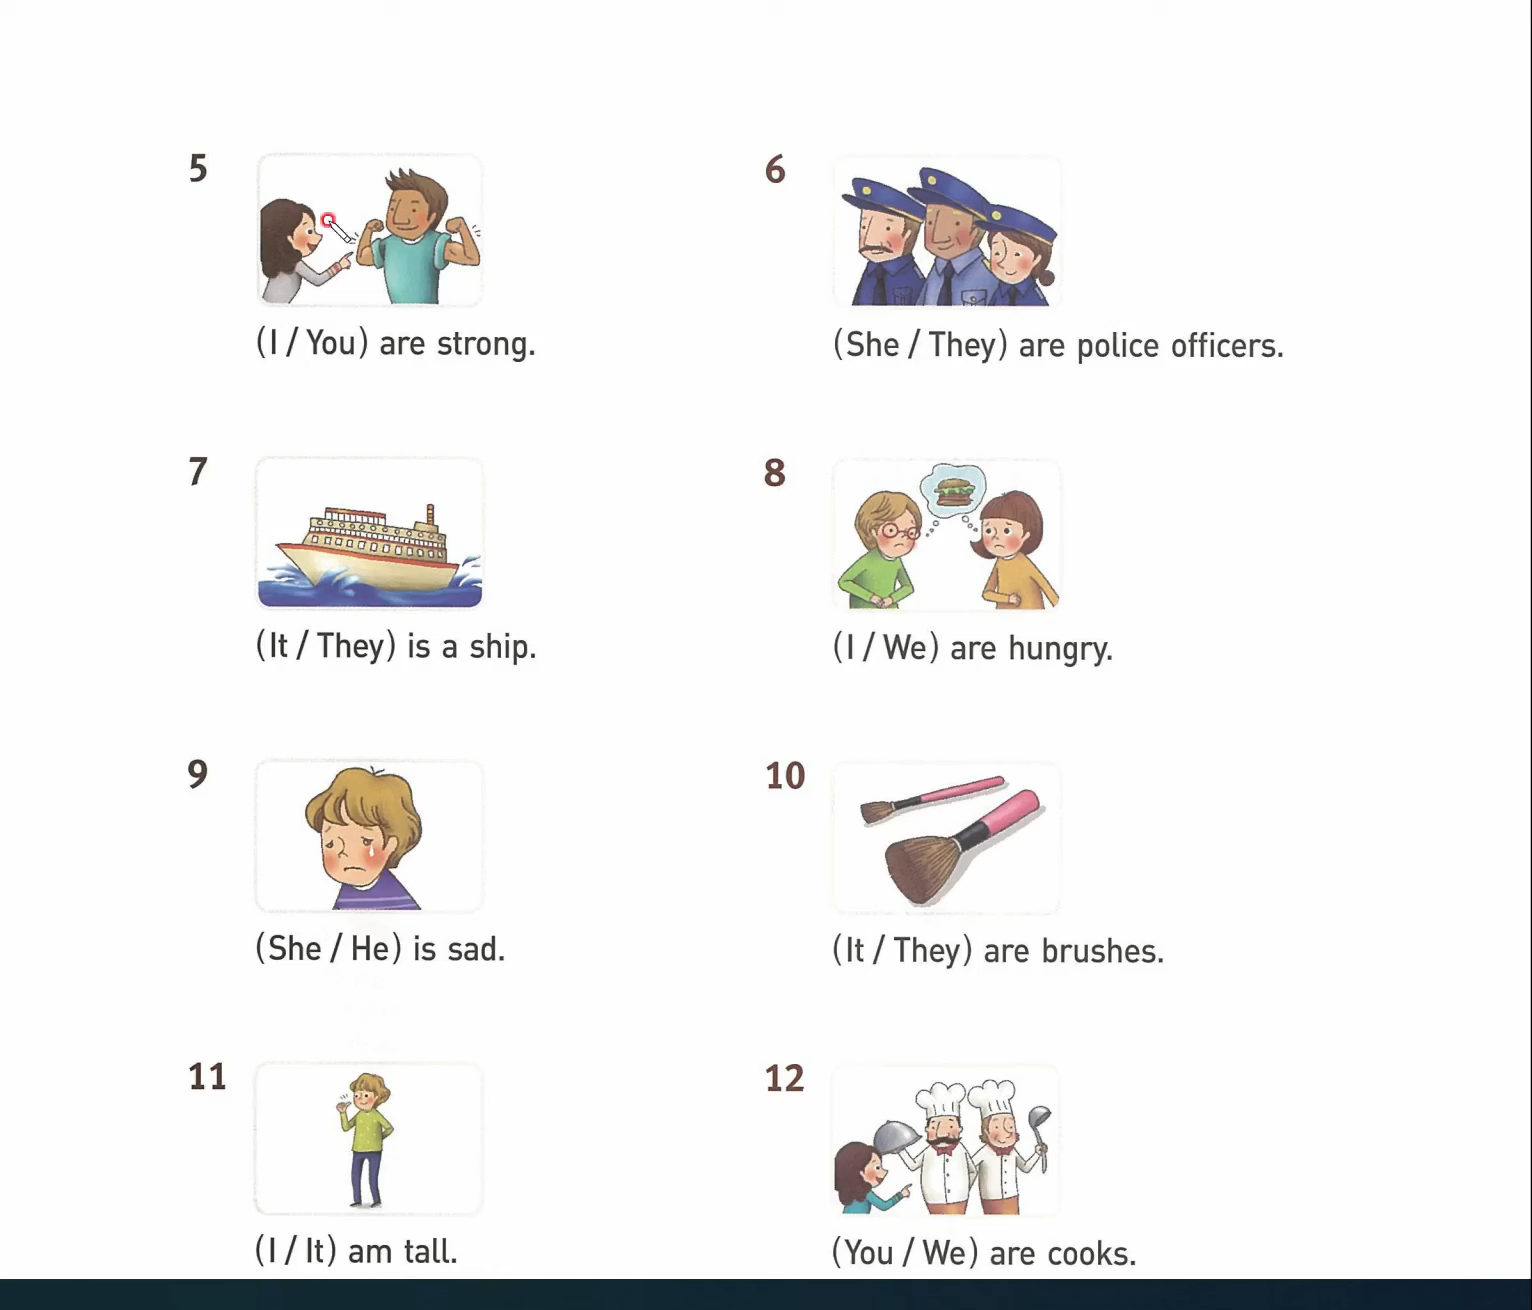 5
(I / You) are strong.
6
(She / They) are police officers.
7
(It / They) is a ship.
8
(I / We) are hungry.
9
(She / He) is sad.
10
(It / They) are brushes.
11
(I / It) am tall.
12
(You / We) are cooks.